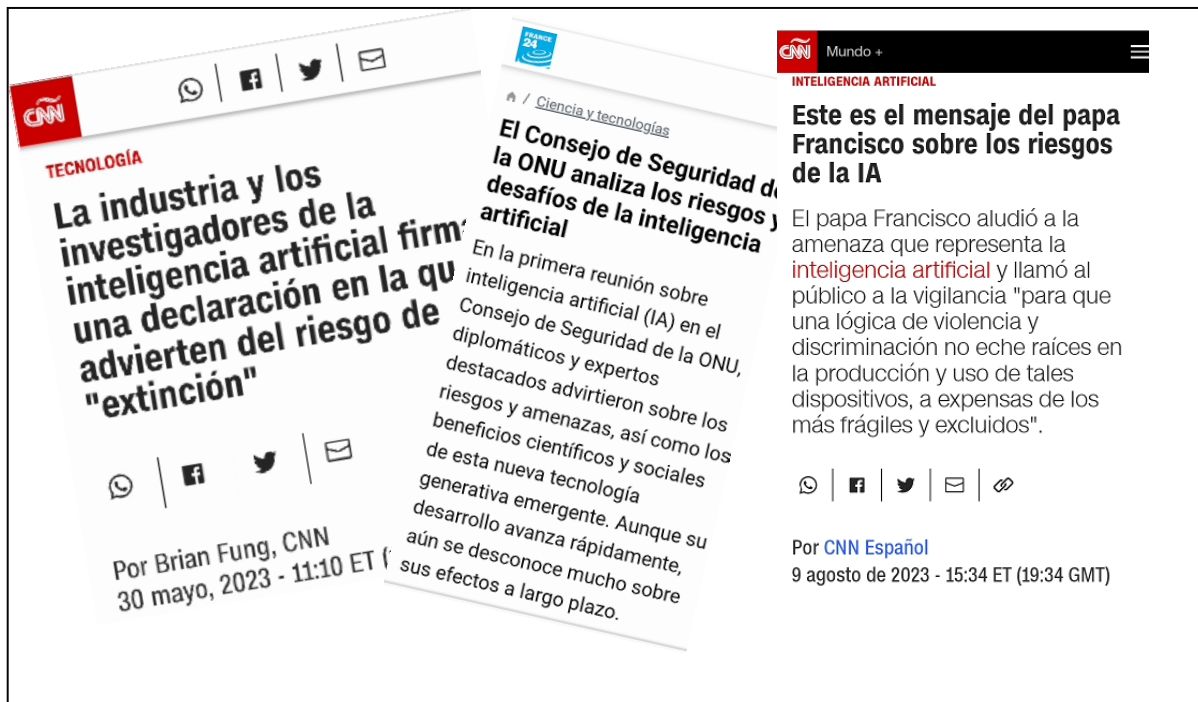 CNN
TECNOLOGÍA
La industria y los
investigadores de la
inteligencia artificial firm
una declaración en la qu
advierten del riesgo de
"extinción"
Por Brian Fung, CNN
30 mayo, 2023 - 11:10 ET (
FRANCE
24
/ Ciencia y tecnologías
El Consejo de Seguridad de
la ONU analiza los riesgos y
desafíos de la inteligencia
artificial
En la primera reunión sobre
inteligencia artificial (IA) en el
Consejo de Seguridad de la ONU,
diplomáticos y expertos
destacados advirtieron sobre los
riesgos y amenazas, así como los
beneficios científicos y sociales
de esta nueva tecnología
generativa emergente. Aunque su
desarrollo avanza rápidamente,
aún se desconoce mucho sobre
sus efectos a largo plazo.
CNN Mundo +
INTELIGENCIA ARTIFICIAL
Este es el mensaje del papa
Francisco sobre los riesgos
de la IA
El papa Francisco aludió a la
amenaza que representa la
inteligencia artificial y llamó al
público a la vigilancia "para que
una lógica de violencia y
discriminación no eche raíces en
la producción y uso de tales
dispositivos, a expensas de los
más frágiles y excluidos".
Por CNN Español
9 agosto de 2023 - 15:34 ET (19:34 GMT)